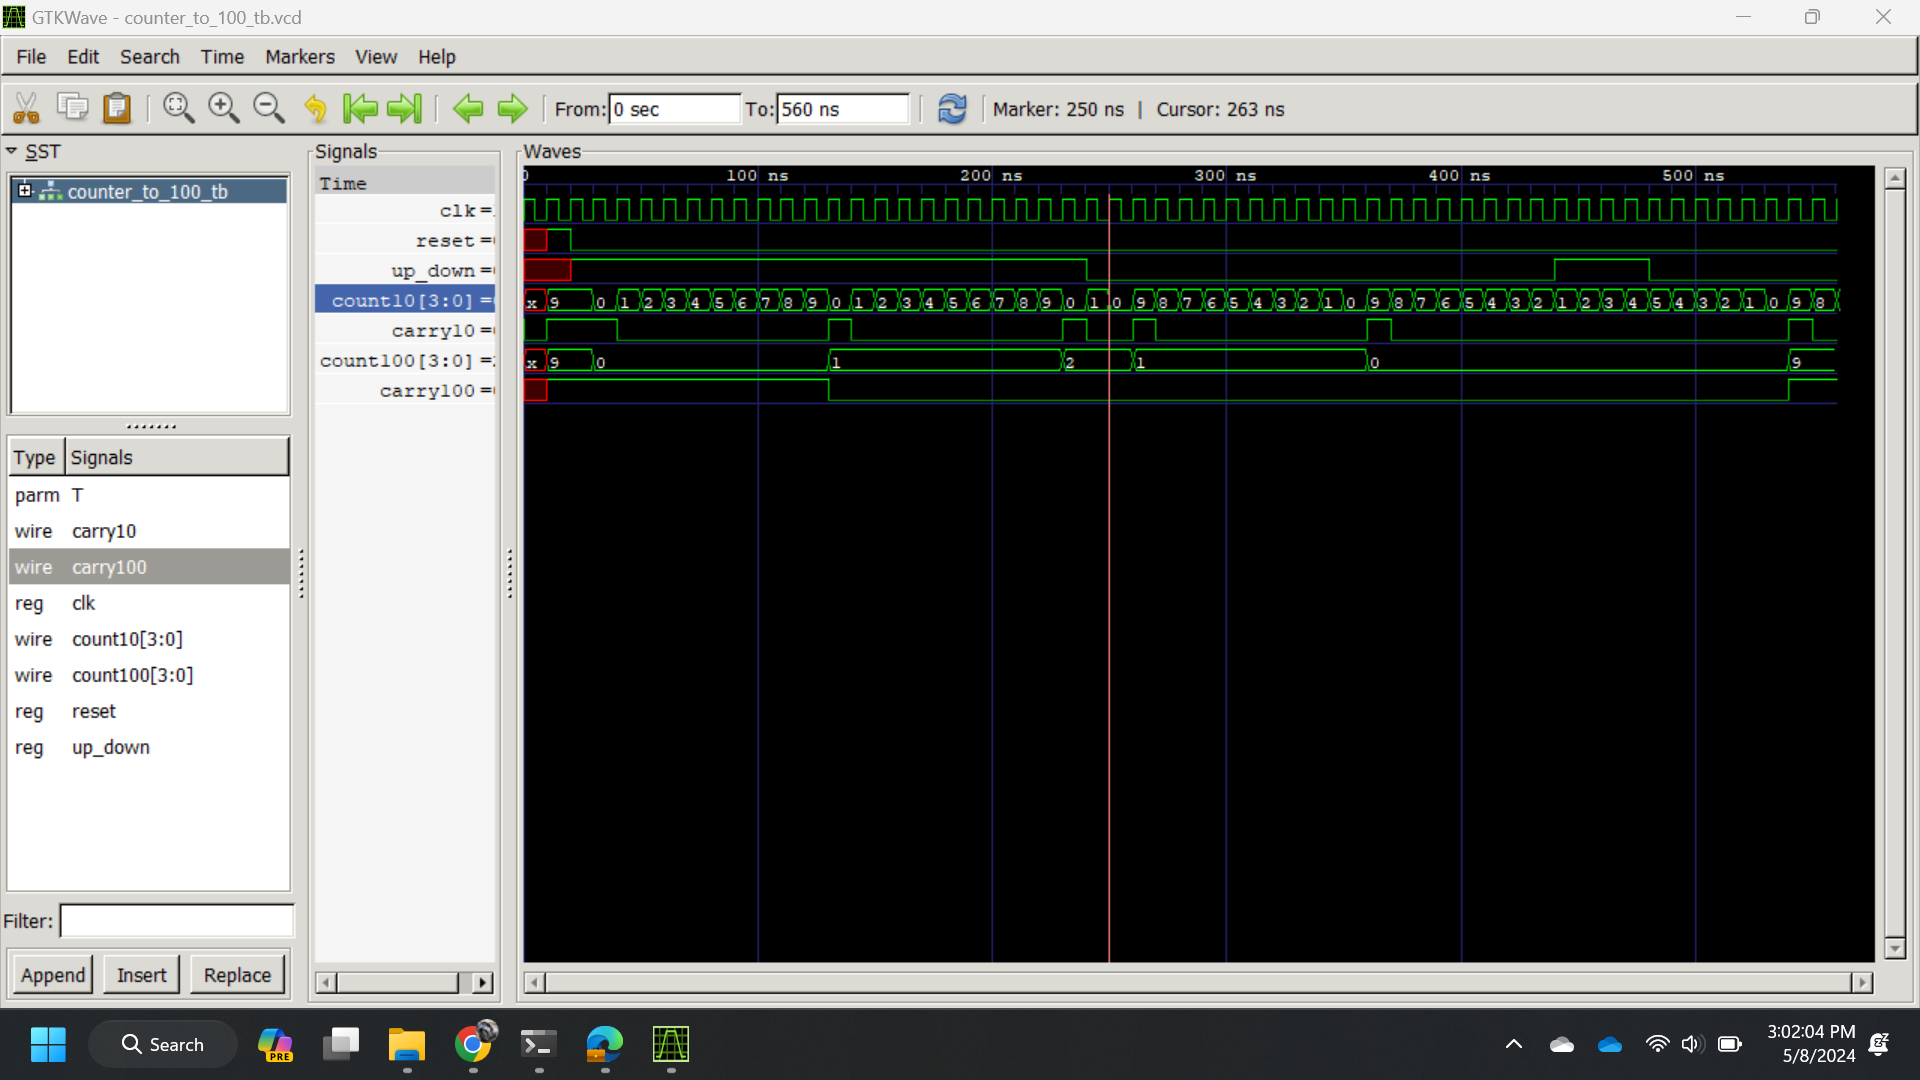 GTKWave - counter_to_100_tb.vcd
File Edit Search Time Markers View Help
From: 0 sec To: 560 ns Marker: 250 ns | Cursor: 263 ns
SST
counter_to_100_tb
Type Signals
parm T
wire carry10
wire carry100
reg clk
wire count10[3:0]
wire count100[3:0]
reg reset
reg up_down
Filter:
Append Insert Replace
Signals
Time
clk =
reset =
up_down =
count10[3:0] =
carry10 =
count100[3:0] =
carry100 =
Waves
0 100 ns 200 ns 300 ns 400 ns 500 ns
x 9 0 1 2 3 4 5 6 7 8 9 0 1 2 3 4 5 6 7 8 9 0 1 0 9 8 7 6 5 4 3 2 1 0 9 8 7 6 5 4 3 2 1 2 3 4 5 4 3 2 1 0 9 8
x 9 0 1 2 1 0 9
Search
PRE
3:02:04 PM
5/8/2024